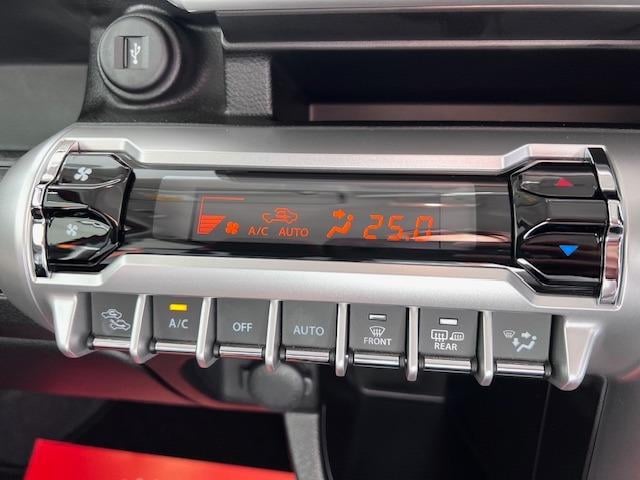 A/C AUTO 25.0
A/C
OFF
AUTO
FRONT
REAR